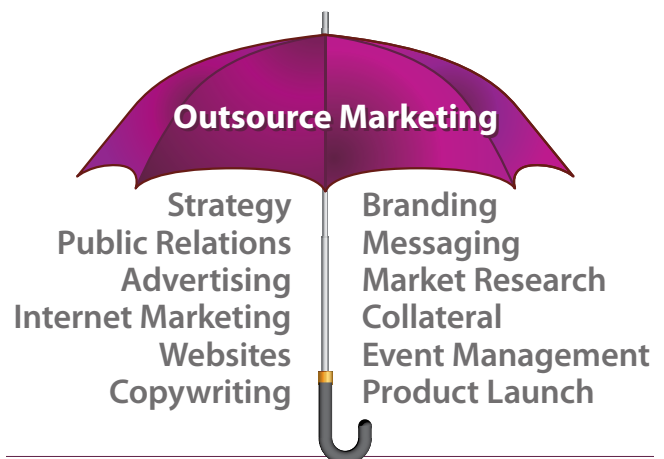 Outsource Marketing
Strategy
Public Relations
Advertising
Internet Marketing
Websites
Copywriting
Branding
Messaging
Market Research
Collateral
Event Management
Product Launch